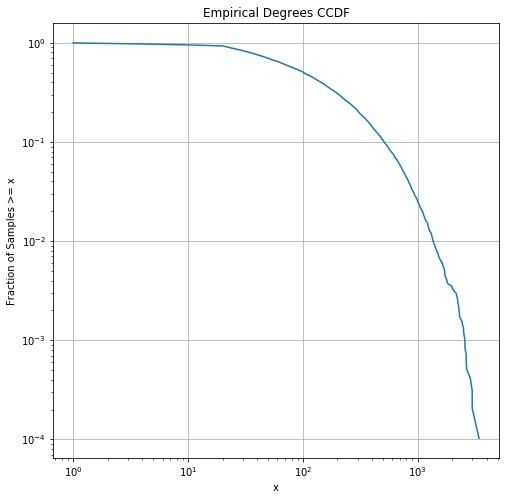 Empirical Degrees CCDF
Fraction of Samples >= x
10⁰
10⁻¹
10⁻²
10⁻³
10⁻⁴
10⁰ 10¹ 10² 10³
x